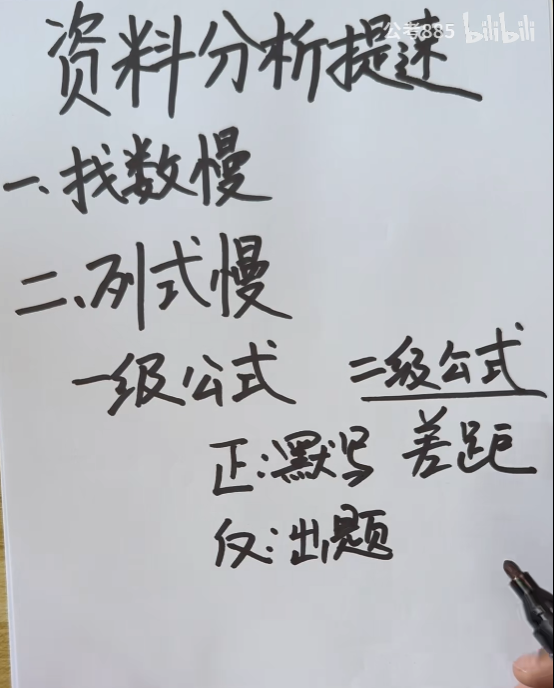 公考885 bilibili
资料分析提速
一、找数慢
二、列式慢
一级公式 二级公式
正:默写 差距
反:出题